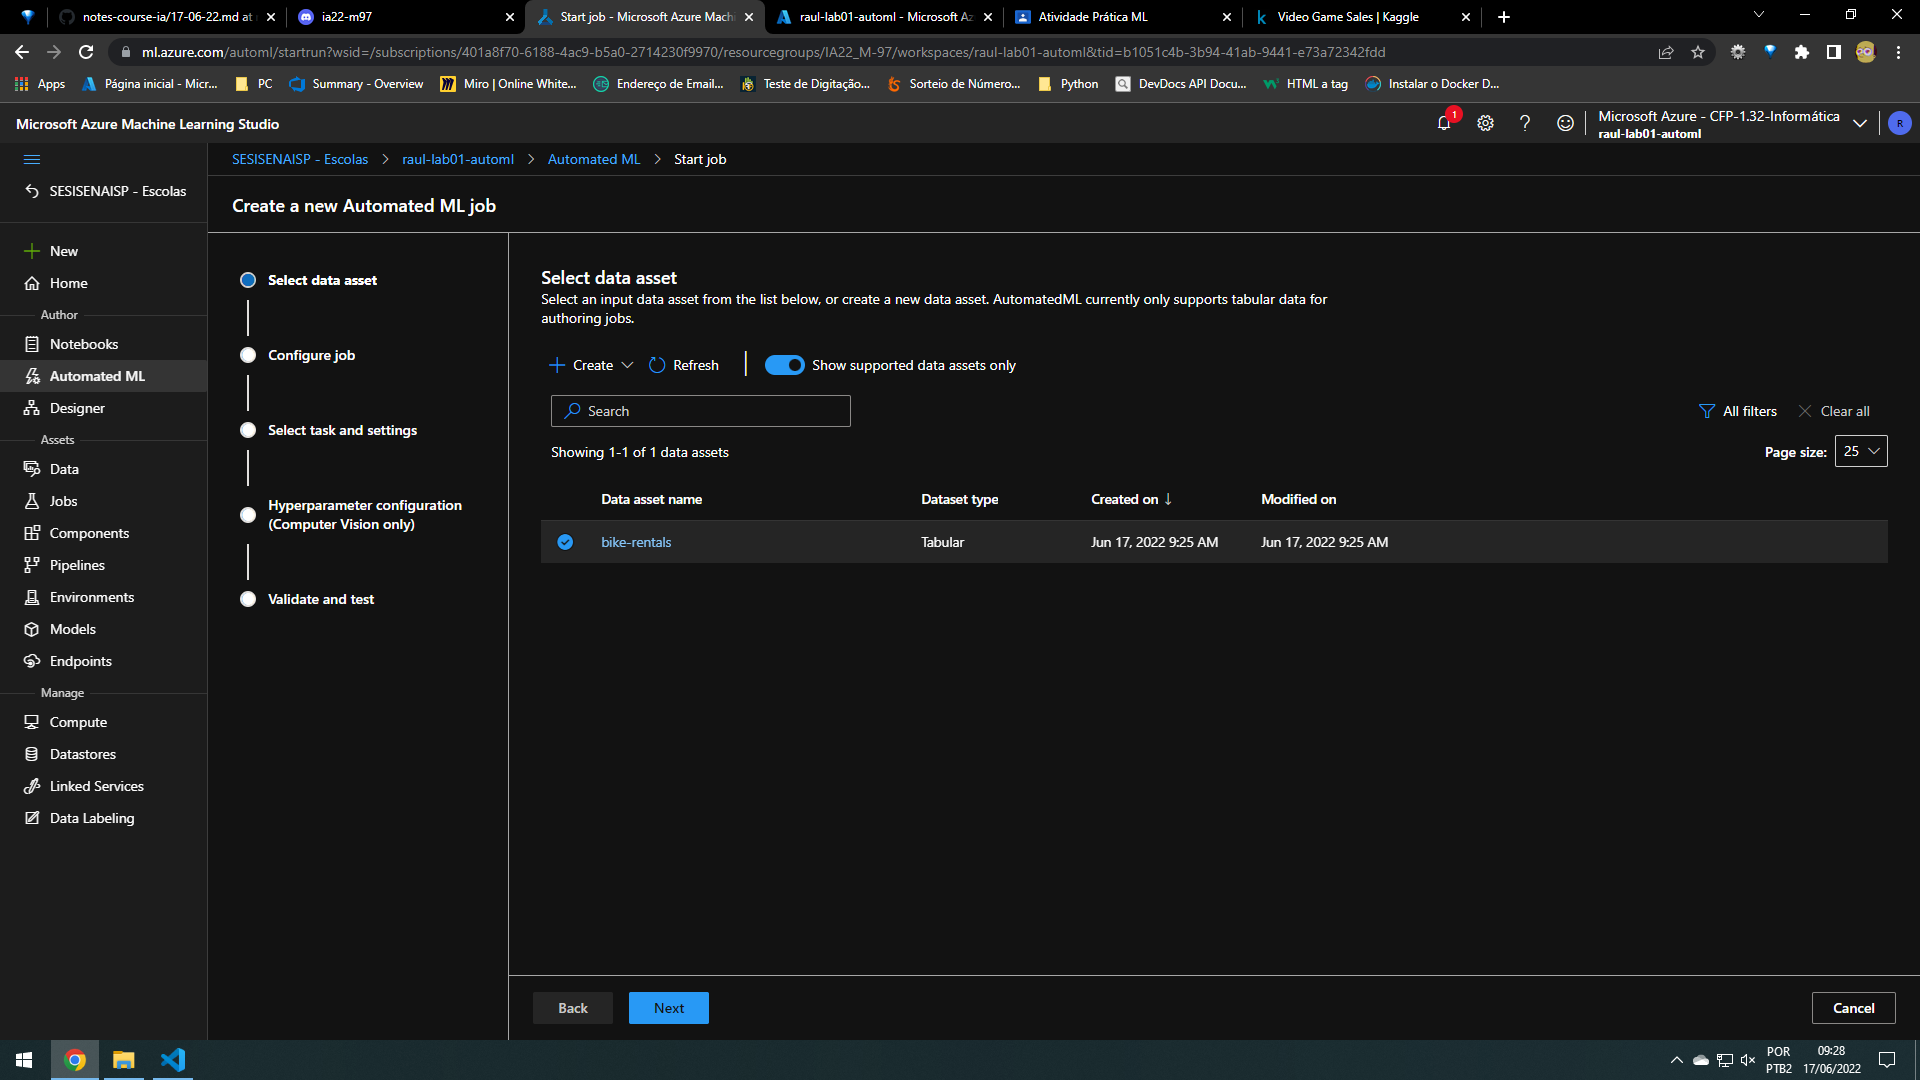 notes-course-ia/17-06-22.md at
ia22-m97
Start job - Microsoft Azure Machi
raul-lab01-automl - Microsoft Az
Atividade Prática ML
Video Game Sales | Kaggle
ml.azure.com/automl/startrun?wsid=/subscriptions/401a8f70-6188-4ac9-b5a0-2714230f9970/resourcegroups/IA22_M-97/workspaces/raul-lab01-automl&tid=b1051c4b-3b94-41ab-9441-e73a72342fdd
Apps
Página inicial - Micr...
PC
Summary - Overview
Miro | Online White...
Endereço de Email...
Teste de Digitação...
Sorteio de Número...
Python
DevDocs API Docu...
HTML a tag
Instalar o Docker D...
Microsoft Azure Machine Learning Studio
1
Microsoft Azure - CFP-1.32-Informática
raul-lab01-automl
R
SESISENAISP - Escolas
raul-lab01-automl
Automated ML
Start job
SESISENAISP - Escolas
New
Home
Author
Notebooks
Automated ML
Designer
Assets
Data
Jobs
Components
Pipelines
Environments
Models
Endpoints
Manage
Compute
Datastores
Linked Services
Data Labeling
Create a new Automated ML job
Select data asset
Configure job
Select task and settings
Hyperparameter configuration
(Computer Vision only)
Validate and test
Select data asset
Select an input data asset from the list below, or create a new data asset. AutomatedML currently only supports tabular data for
authoring jobs.
Create
Refresh
Show supported data assets only
Search
All filters
Clear all
Showing 1-1 of 1 data assets
Page size:
25
Data asset name
Dataset type
Created on ↓
Modified on
bike-rentals
Tabular
Jun 17, 2022 9:25 AM
Jun 17, 2022 9:25 AM
Back
Next
Cancel
POR
PTB2
09:28
17/06/2022